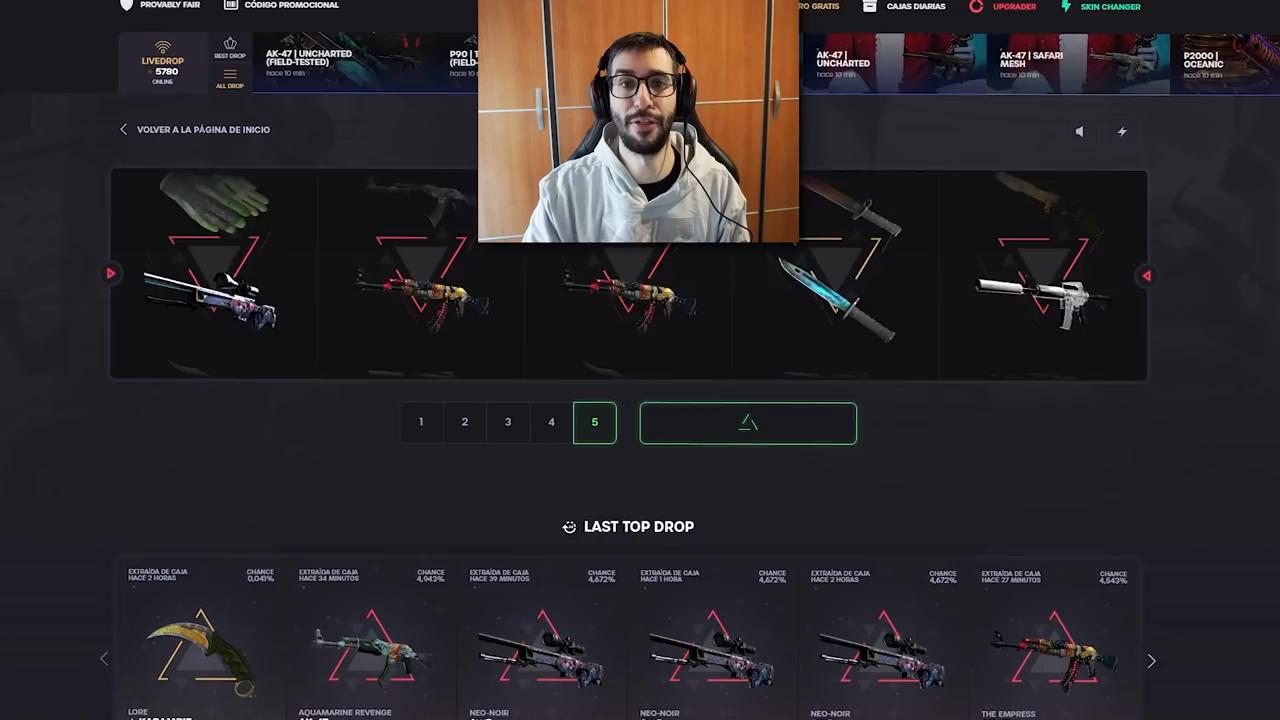 PROVABLY FAIR
CÓDIGO PROMOCIONAL
RO GRATIS
CAJAS DIARIAS
UPGRADER
SKIN CHANGER
LIVEDROP
5780
ONLINE
BEST DROP
ALL DROP
AK-47 | UNCHARTED
(FIELD-TESTED)
hace 10 min
P90 |
(FIELD-
hace 10 m
AK-47 |
UNCHARTED
hace 10 min
AK-47 | SAFARI
MESH
hace 10 min
P2000 |
OCEANIC
hace 10 min
VOLVER A LA PÁGINA DE INICIO
1 2 3 4 5
LAST TOP DROP
EXTRAÍDA DE CAJA
HACE 2 HORAS
CHANCE
0,041%
EXTRAÍDA DE CAJA
HACE 34 MINUTOS
CHANCE
4,943%
EXTRAÍDA DE CAJA
HACE 39 MINUTOS
CHANCE
4,672%
EXTRAÍDA DE CAJA
HACE 1 HORA
CHANCE
4,672%
EXTRAÍDA DE CAJA
HACE 2 HORAS
CHANCE
4,672%
EXTRAÍDA DE CAJA
HACE 27 MINUTOS
CHANCE
4,543%
LORE
AQUAMARINE REVENGE
NEO-NOIR
NEO-NOIR
NEO-NOIR
THE EMPRESS